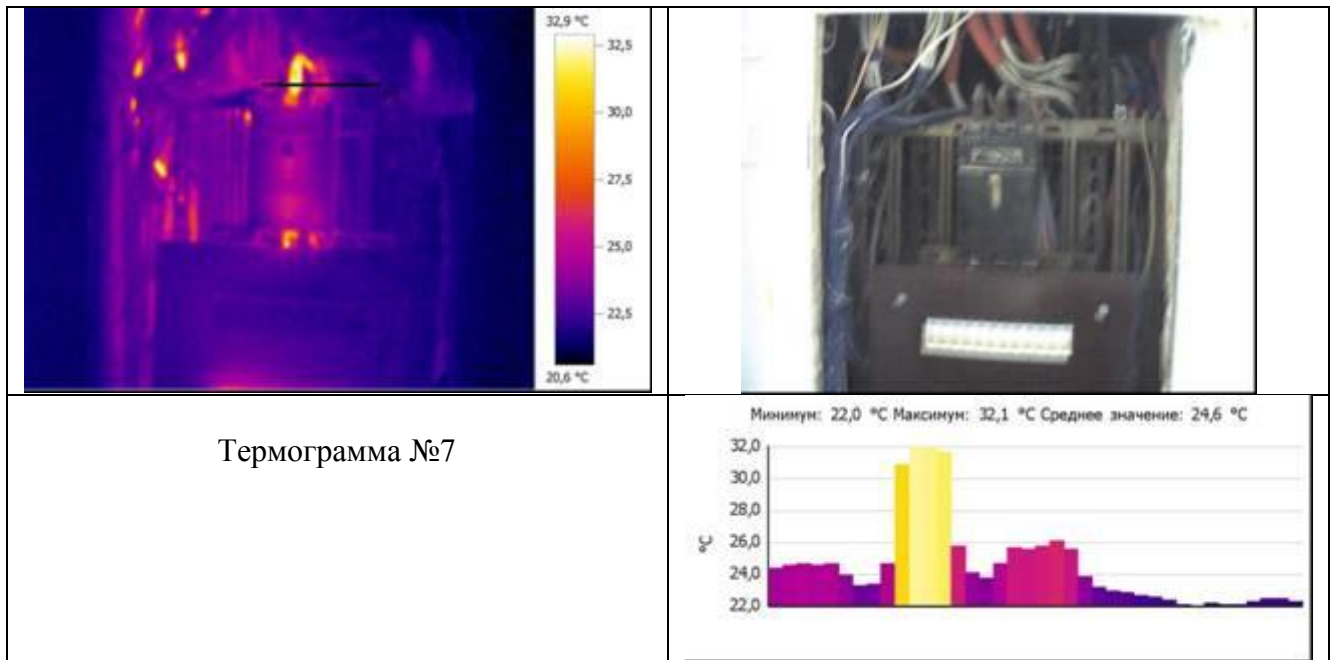 32,9 °C
32,5
30,0
27,5
25,0
22,5
20,6 °C
Термограмма №7
Минимум: 22,0 °C Максимум: 32,1 °C Среднее значение: 24,6 °C
32,0
30,0
28,0
26,0
24,0
22,0
°C